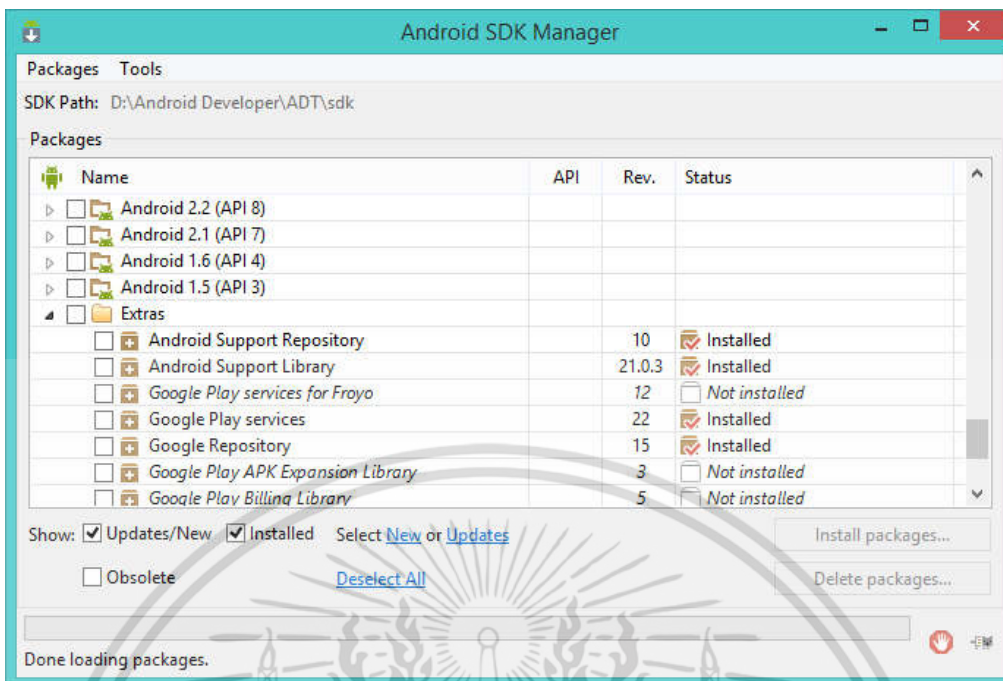 Android SDK Manager
Packages Tools
SDK Path: D:\Android Developer\ADT\sdk
Packages
Name API Rev. Status
Android 2.2 (API 8)
Android 2.1 (API 7)
Android 1.6 (API 4)
Android 1.5 (API 3)
Extras
Android Support Repository 10 Installed
Android Support Library 21.0.3 Installed
Google Play services for Froyo 12 Not installed
Google Play services 22 Installed
Google Repository 15 Installed
Google Play APK Expansion Library 3 Not installed
Google Play Billing Library 5 Not installed
Show: Updates/New Installed Select New or Updates Install packages...
Obsolete Deselect All Delete packages...
Done loading packages.